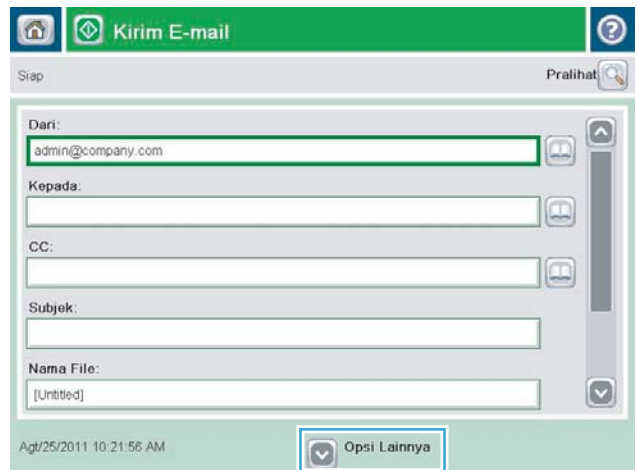 Kirim E-mail
Siap
Pralihat
Dari:
admin@company.com
Kepada:
CC:
Subjek:
Nama File:
[Untitled]
Agt/25/2011 10:21:56 AM
Opsi Lainnya